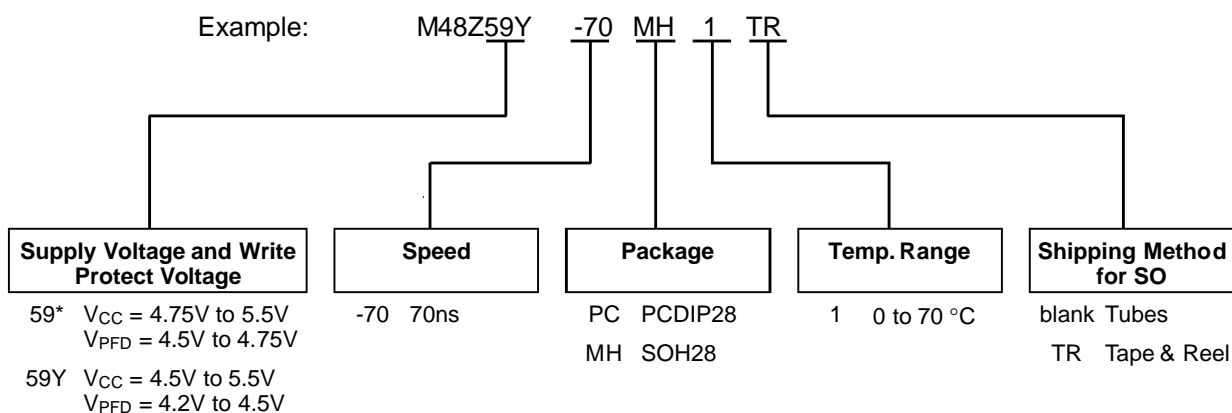 Example: M48Z59Y -70 MH 1 TR
Supply Voltage and Write
Protect Voltage
59* VCC = 4.75V to 5.5V
VPFD = 4.5V to 4.75V
59Y VCC = 4.5V to 5.5V
VPFD = 4.2V to 4.5V
Speed
-70 70ns
Package
PC PCDIP28
MH SOH28
Temp. Range
1 0 to 70 °C
Shipping Method
for SO
blank Tubes
TR Tape & Reel